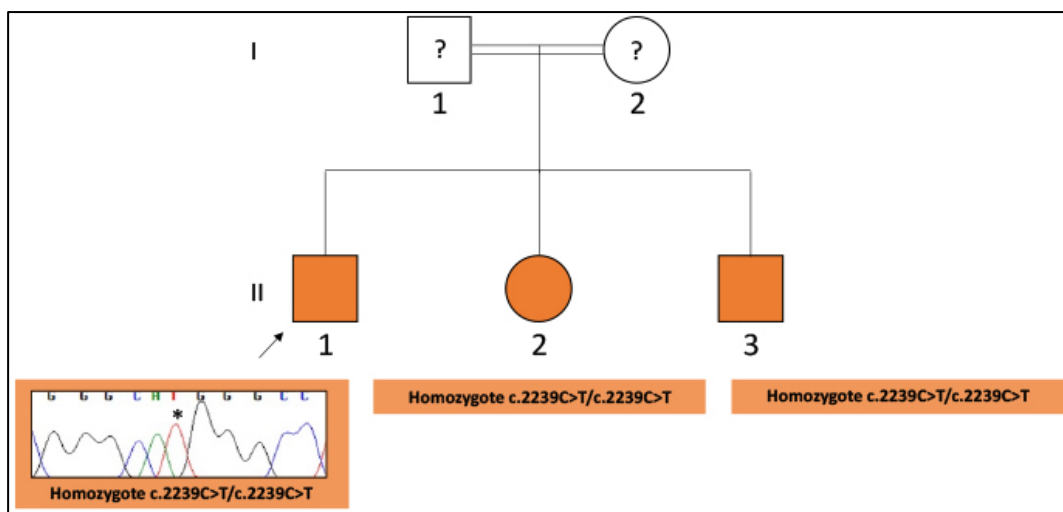 I
? ?
1 2
II
1 2 3
G G G C A T G G G C C
*
Homozygote c.2239C>T/c.2239C>T
Homozygote c.2239C>T/c.2239C>T
Homozygote c.2239C>T/c.2239C>T